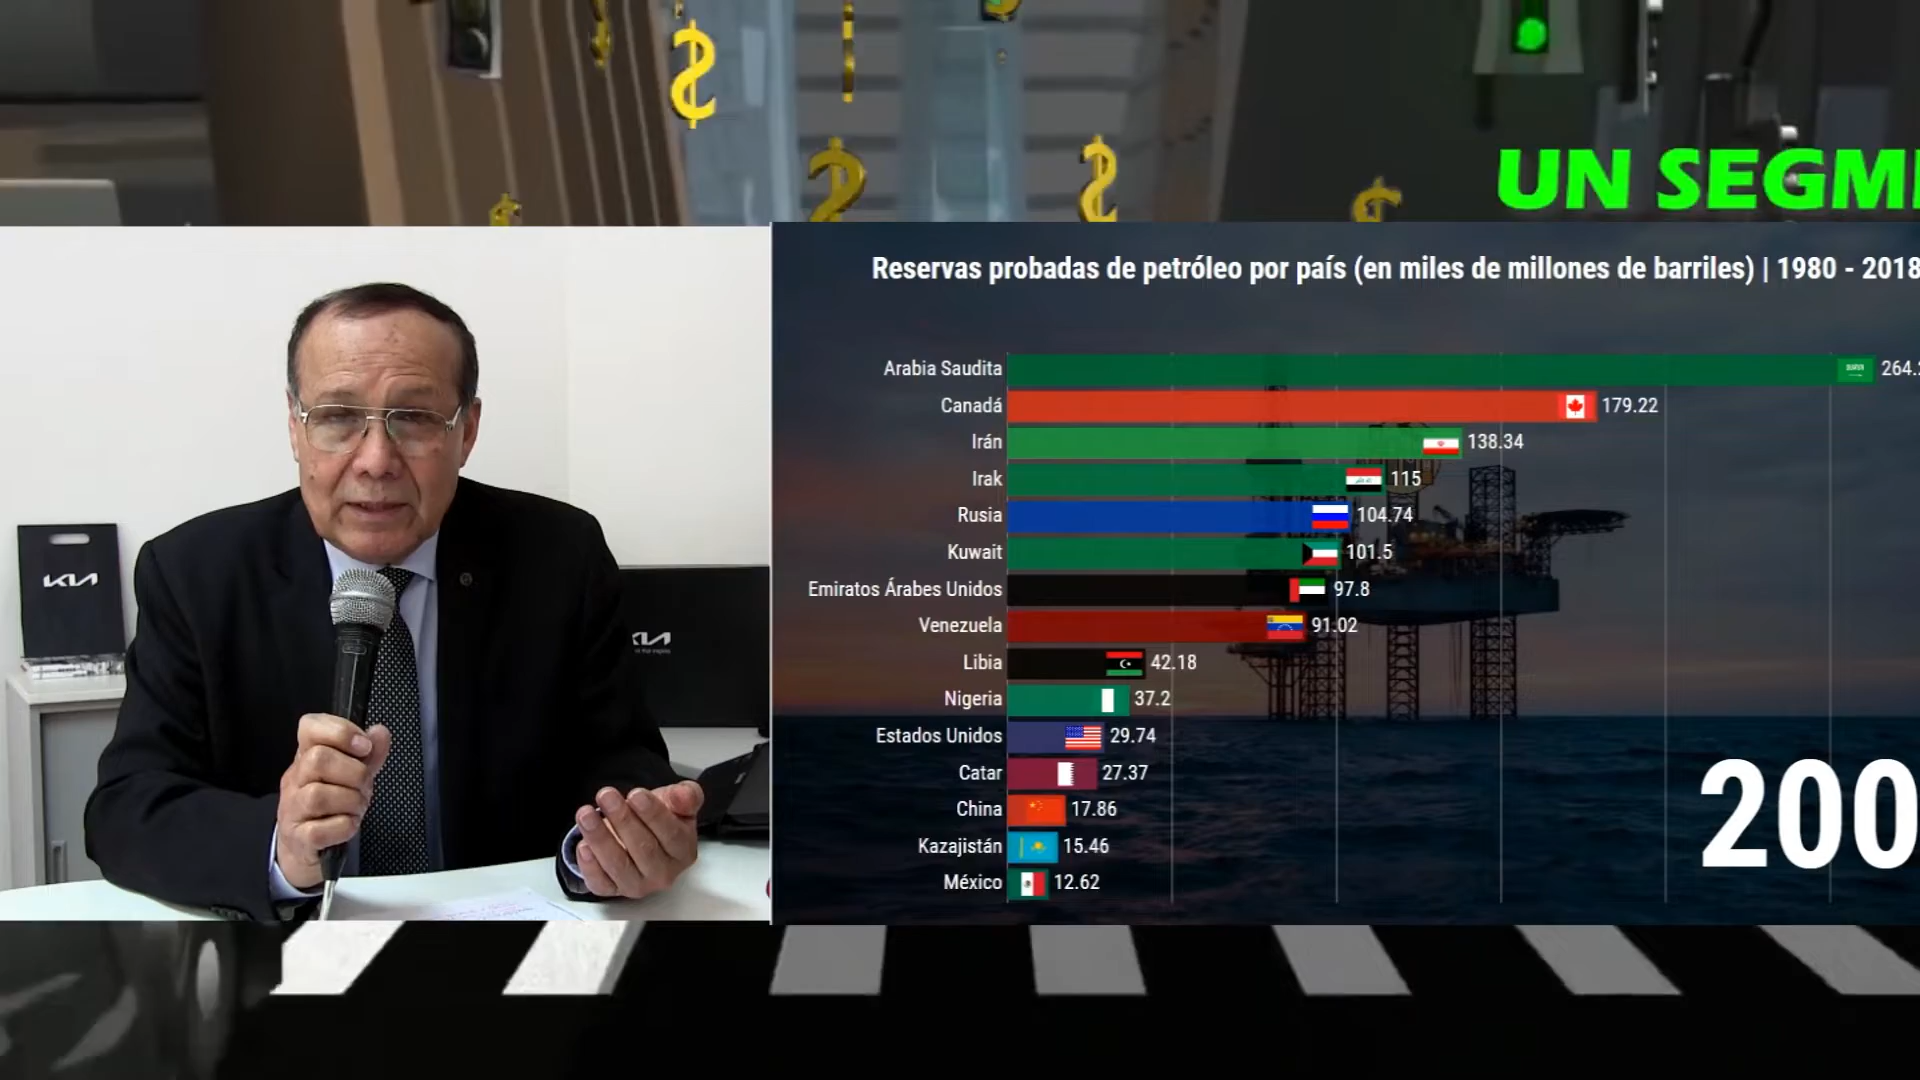 UN SEGM
Reservas probadas de petróleo por país (en miles de millones de barriles) | 1980 - 2018
Arabia Saudita 264.
Canadá 179.22
Irán 138.34
Irak 115
Rusia 104.74
Kuwait 101.5
Emiratos Árabes Unidos 97.8
Venezuela 91.02
Libia 42.18
Nigeria 37.2
Estados Unidos 29.74
Catar 27.37
China 17.86
Kazajistán 15.46
México 12.62
200
KIA
KIA